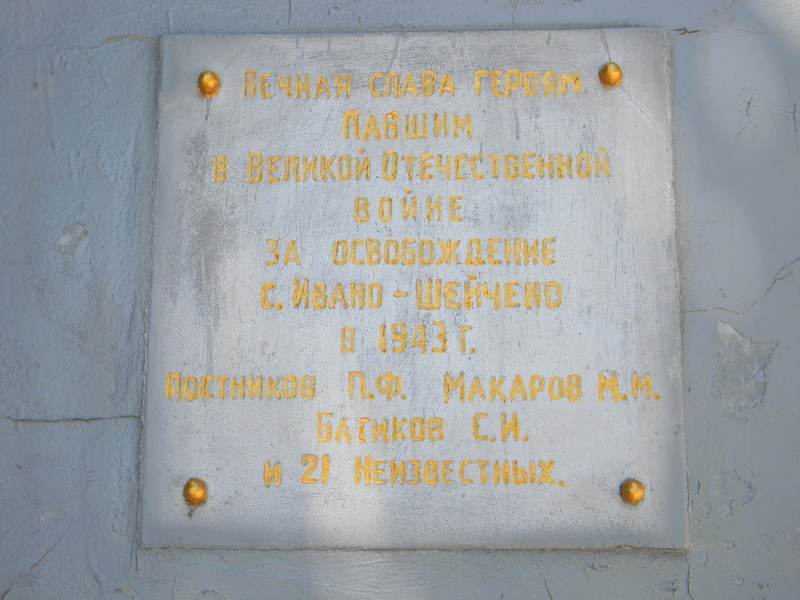 Вечная слава героям
павшим
в Великой Отечественной
войне
за освобождение
с. Ивано-Шейчено
в 1943 г.
Постников П.Ф. Макаров М.М.
Батиков С.И.
и 21 неизвестных.